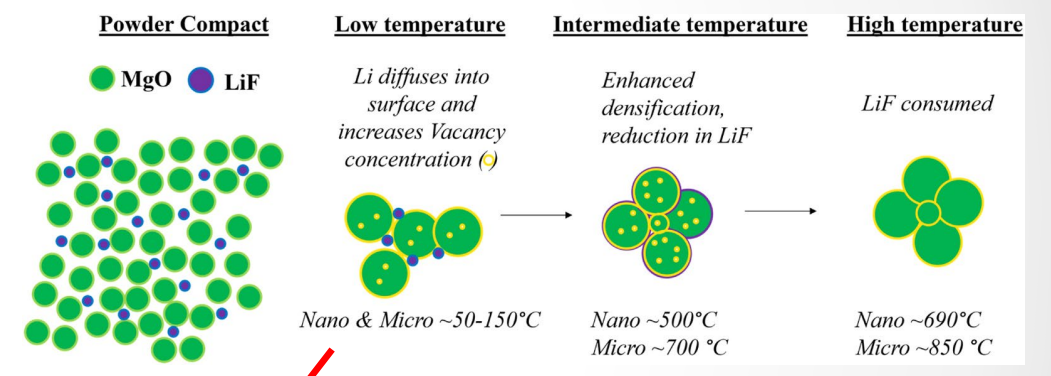 Powder Compact
MgO LiF
Low temperature
Li diffuses into
surface and
increases Vacancy
concentration ()
Nano & Micro ~50-150°C
Intermediate temperature
Enhanced
densification,
reduction in LiF
Nano ~500°C
Micro ~700 °C
High temperature
LiF consumed
Nano ~690°C
Micro ~850 °C